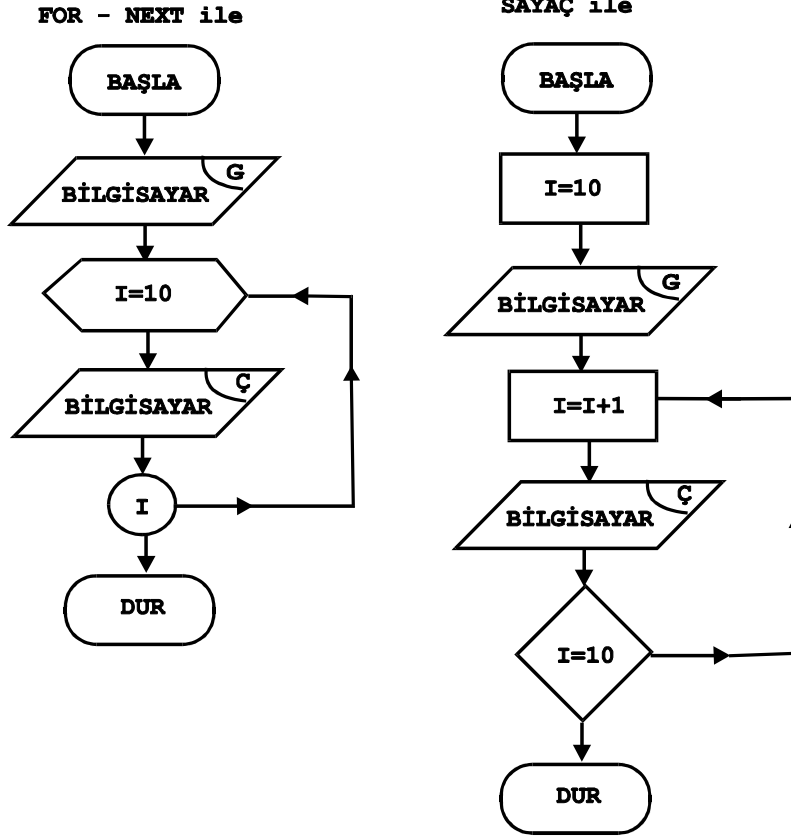 FOR - NEXT ile
BAŞLA
G
BİLGİSAYAR
I=10
Ç
BİLGİSAYAR
I
DUR
SAYAÇ ile
BAŞLA
I=10
G
BİLGİSAYAR
I=I+1
Ç
BİLGİSAYAR
I=10
DUR